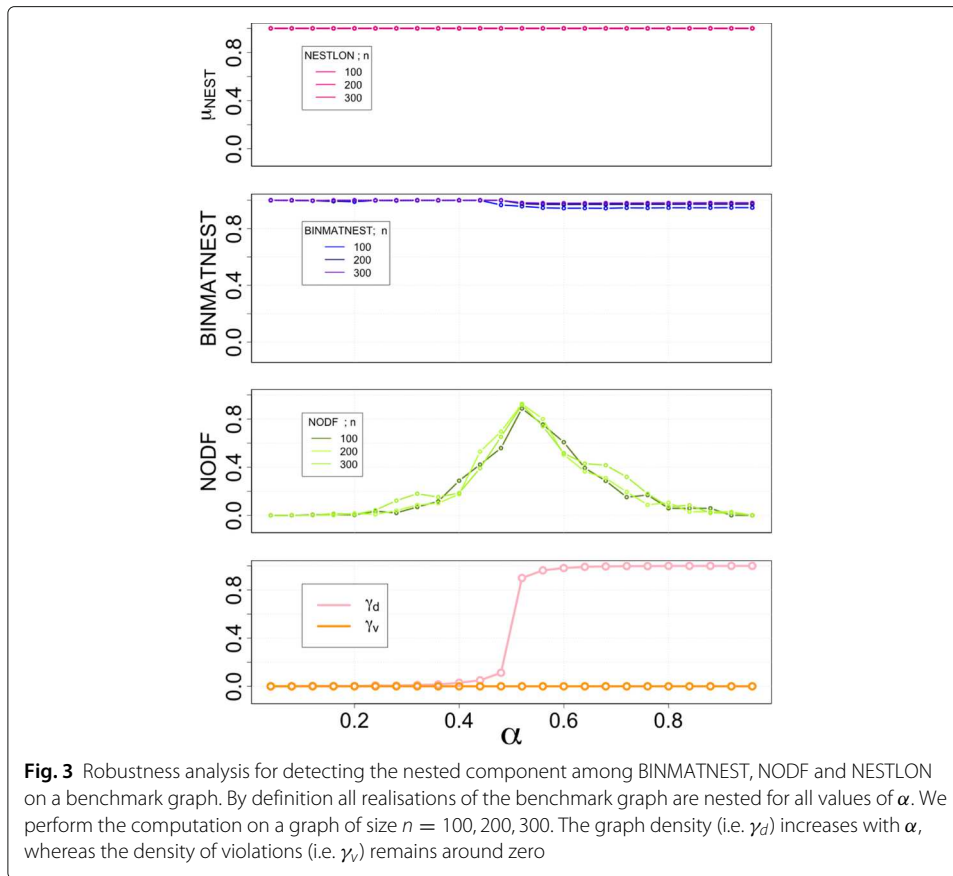 μNEST
0.8
0.4
0.0
NESTLON ; n
100
200
300
BINMATNEST
0.8
0.4
0.0
BINMATNEST; n
100
200
300
NODF
0.8
0.4
0.0
NODF ; n
100
200
300
0.8
0.4
0.0
γd
γv
0.2 0.4 0.6 0.8
α
Fig. 3 Robustness analysis for detecting the nested component among BINMATNEST, NODF and NESTLON
on a benchmark graph. By definition all realisations of the benchmark graph are nested for all values of α. We
perform the computation on a graph of size n = 100, 200, 300. The graph density (i.e. γd) increases with α,
whereas the density of violations (i.e. γv) remains around zero